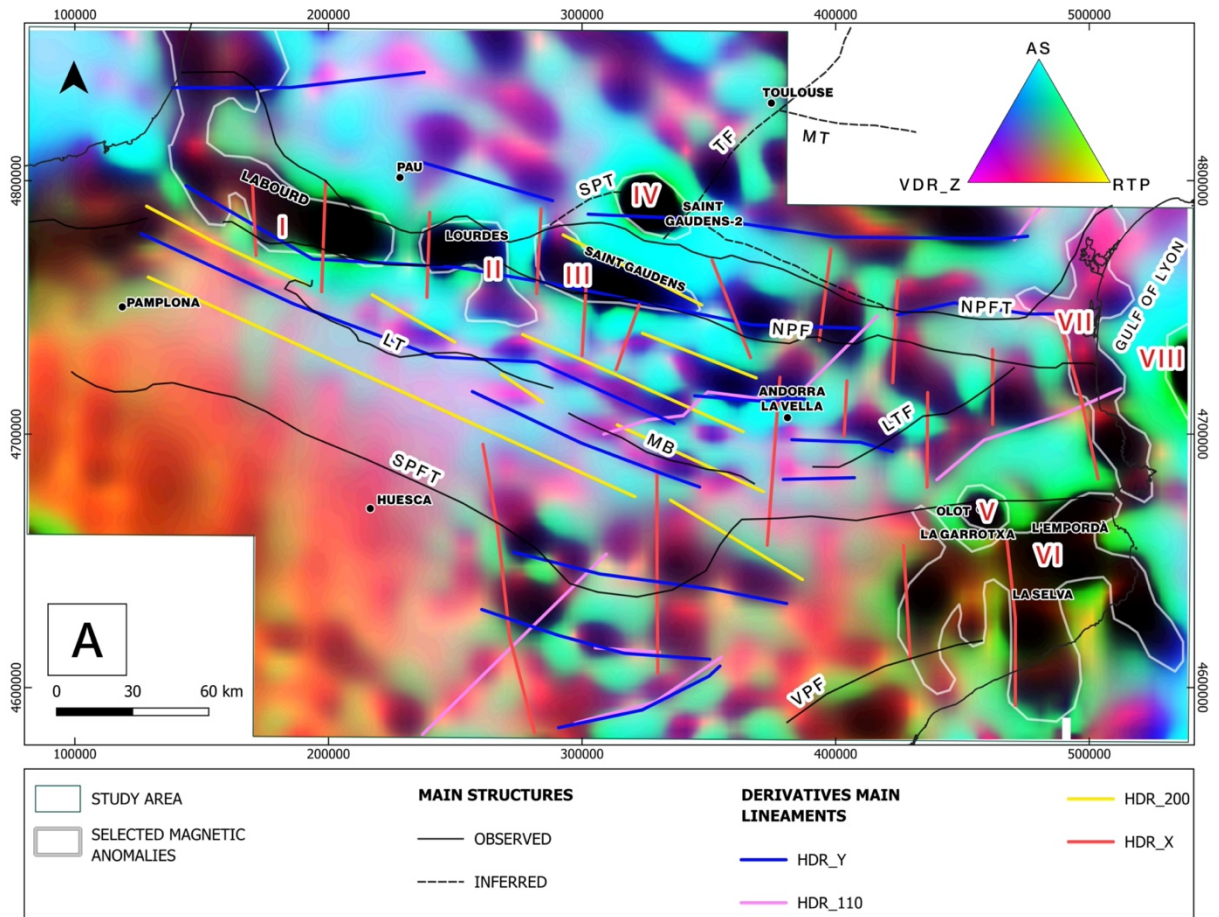 100000 200000 300000 400000 500000
AS
TOULOUSE
TF
MT
4800000
PAU
SPT
IV
VDR_Z
RTP
4800000
LABOURD
I
LOURDES
II
SAINT
GAUDENS-2
SAINT GAUDENS
III
GULF OF LYON
PAMPLONA
NPFT
VII
NPF
VIII
LT
ANDORRA
LA VELLA
LTF
4700000
MB
4700000
SPFT
HUESCA
OLOT
V
LA GARROTXA
L'EMPORDÀ
VI
LA SELVA
A
VPF
4600000
0 30 60 km
4600000
100000 200000 300000 400000 500000
STUDY AREA
SELECTED MAGNETIC
ANOMALIES
MAIN STRUCTURES
OBSERVED
INFERRED
DERIVATIVES MAIN
LINEAMENTS
HDR_Y
HDR_110
HDR_200
HDR_X